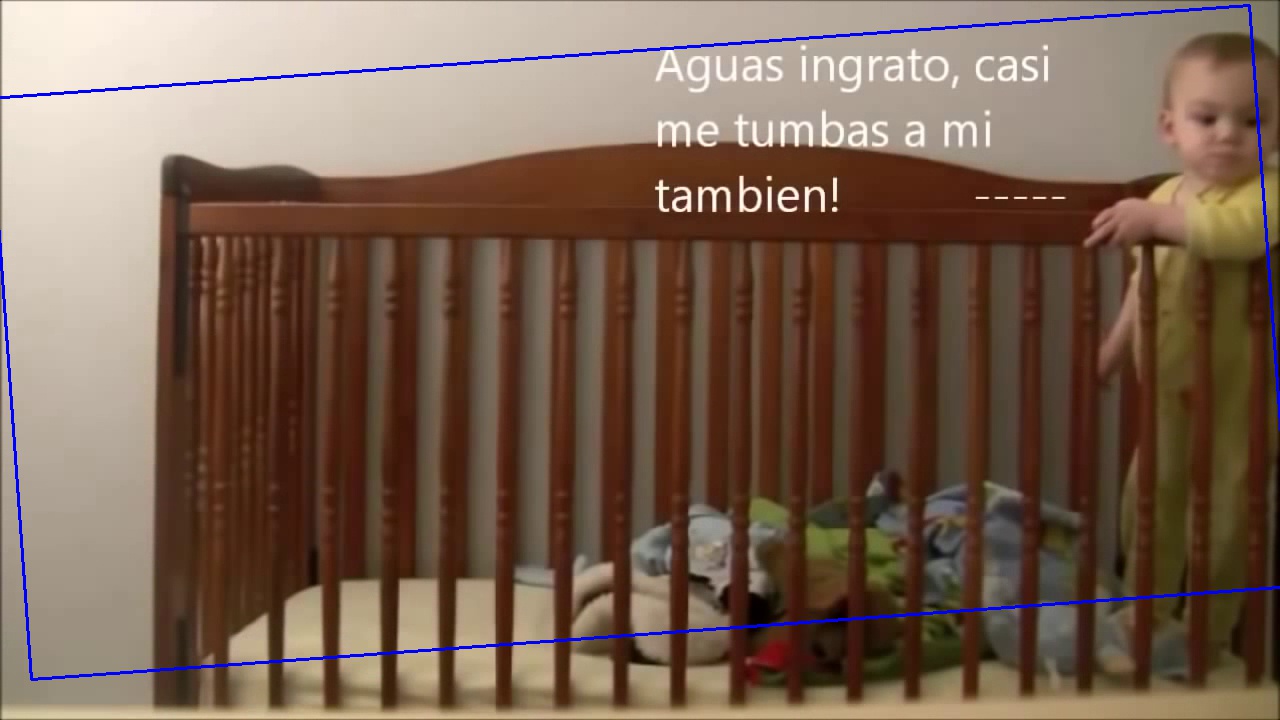 Aguas ingrato, casi
me tumbas a mi
tambien! -----